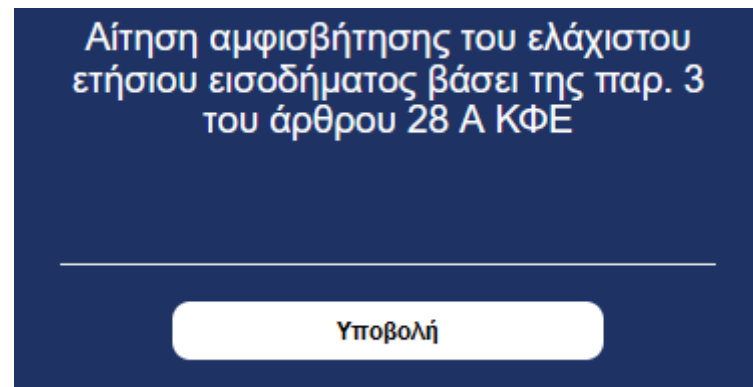 Αίτηση αμφισβήτησης του ελάχιστου
ετήσιου εισοδήματος βάσει της παρ. 3
του άρθρου 28 Α ΚΦΕ
Υποβολή